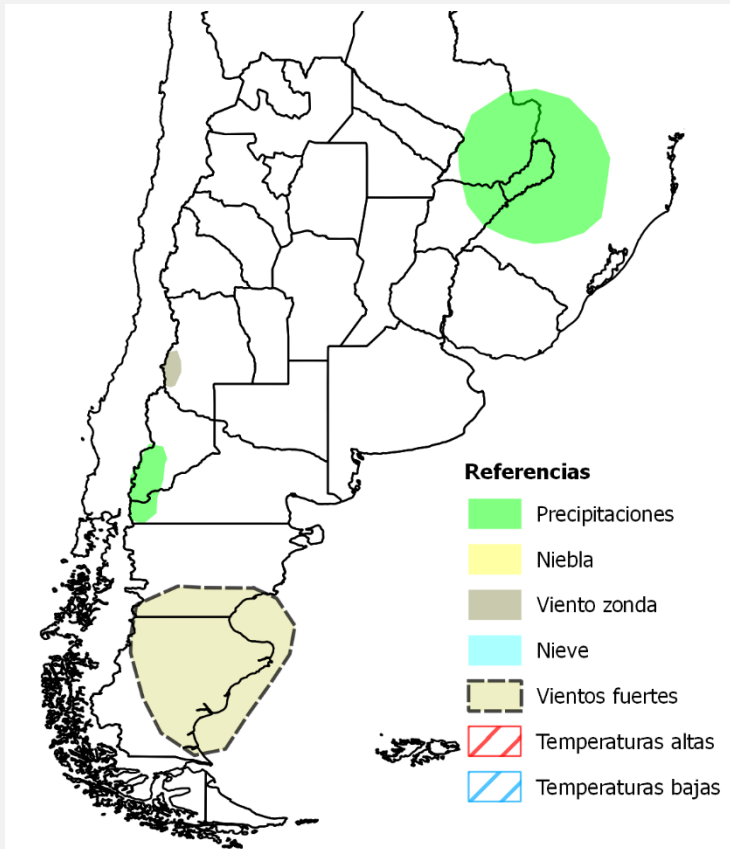 Referencias
Precipitaciones
Niebla
Viento zonda
Nieve
Vientos fuertes
Temperaturas altas
Temperaturas bajas